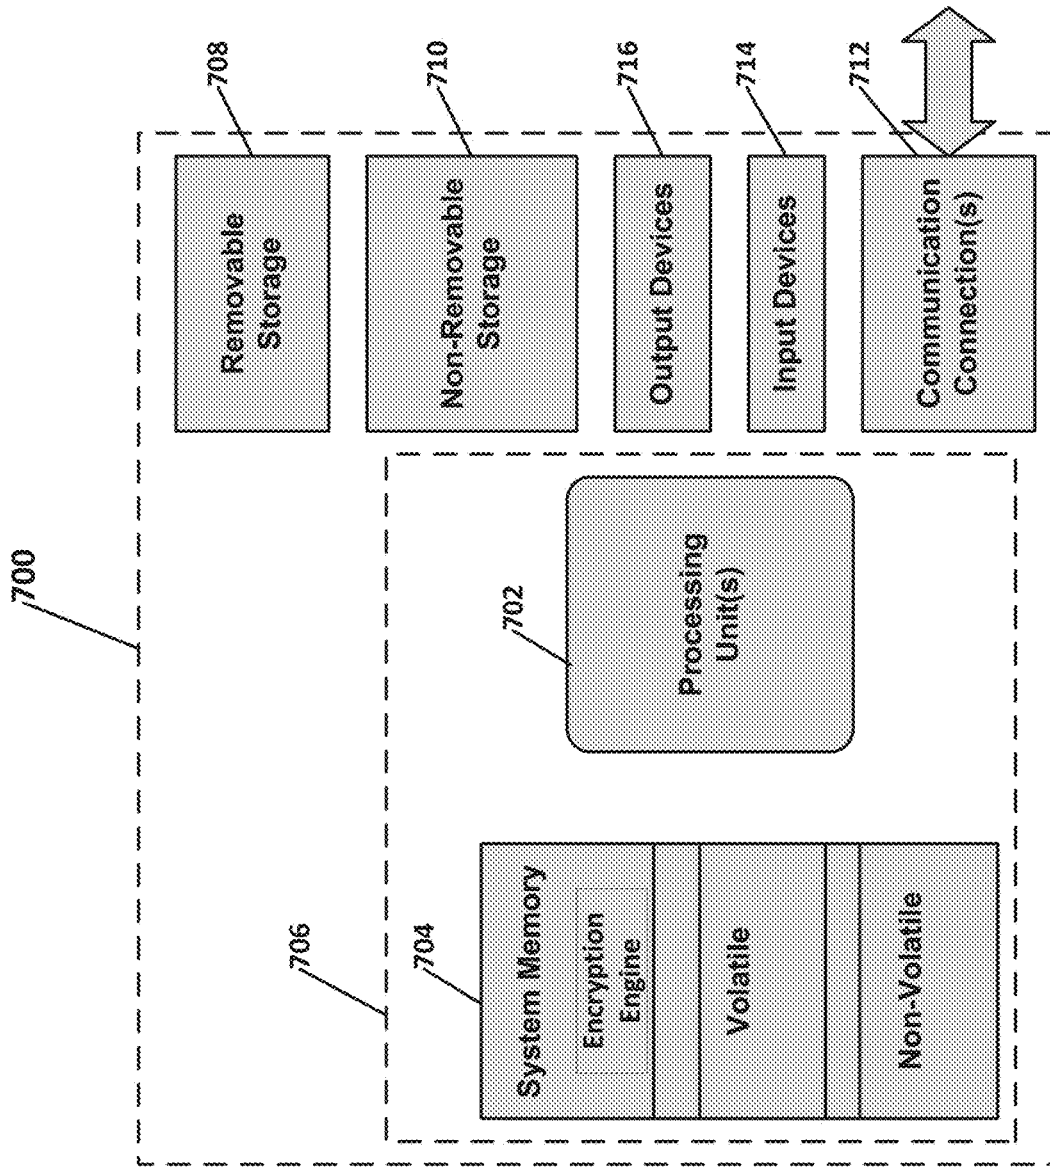 700
706
704
System Memory
Encryption
Engine
Volatile
Non-Volatile
702
Processing
Unit(s)
708
Removable
Storage
710
Non-Removable
Storage
716
Output Devices
714
Input Devices
712
Communication
Connection(s)